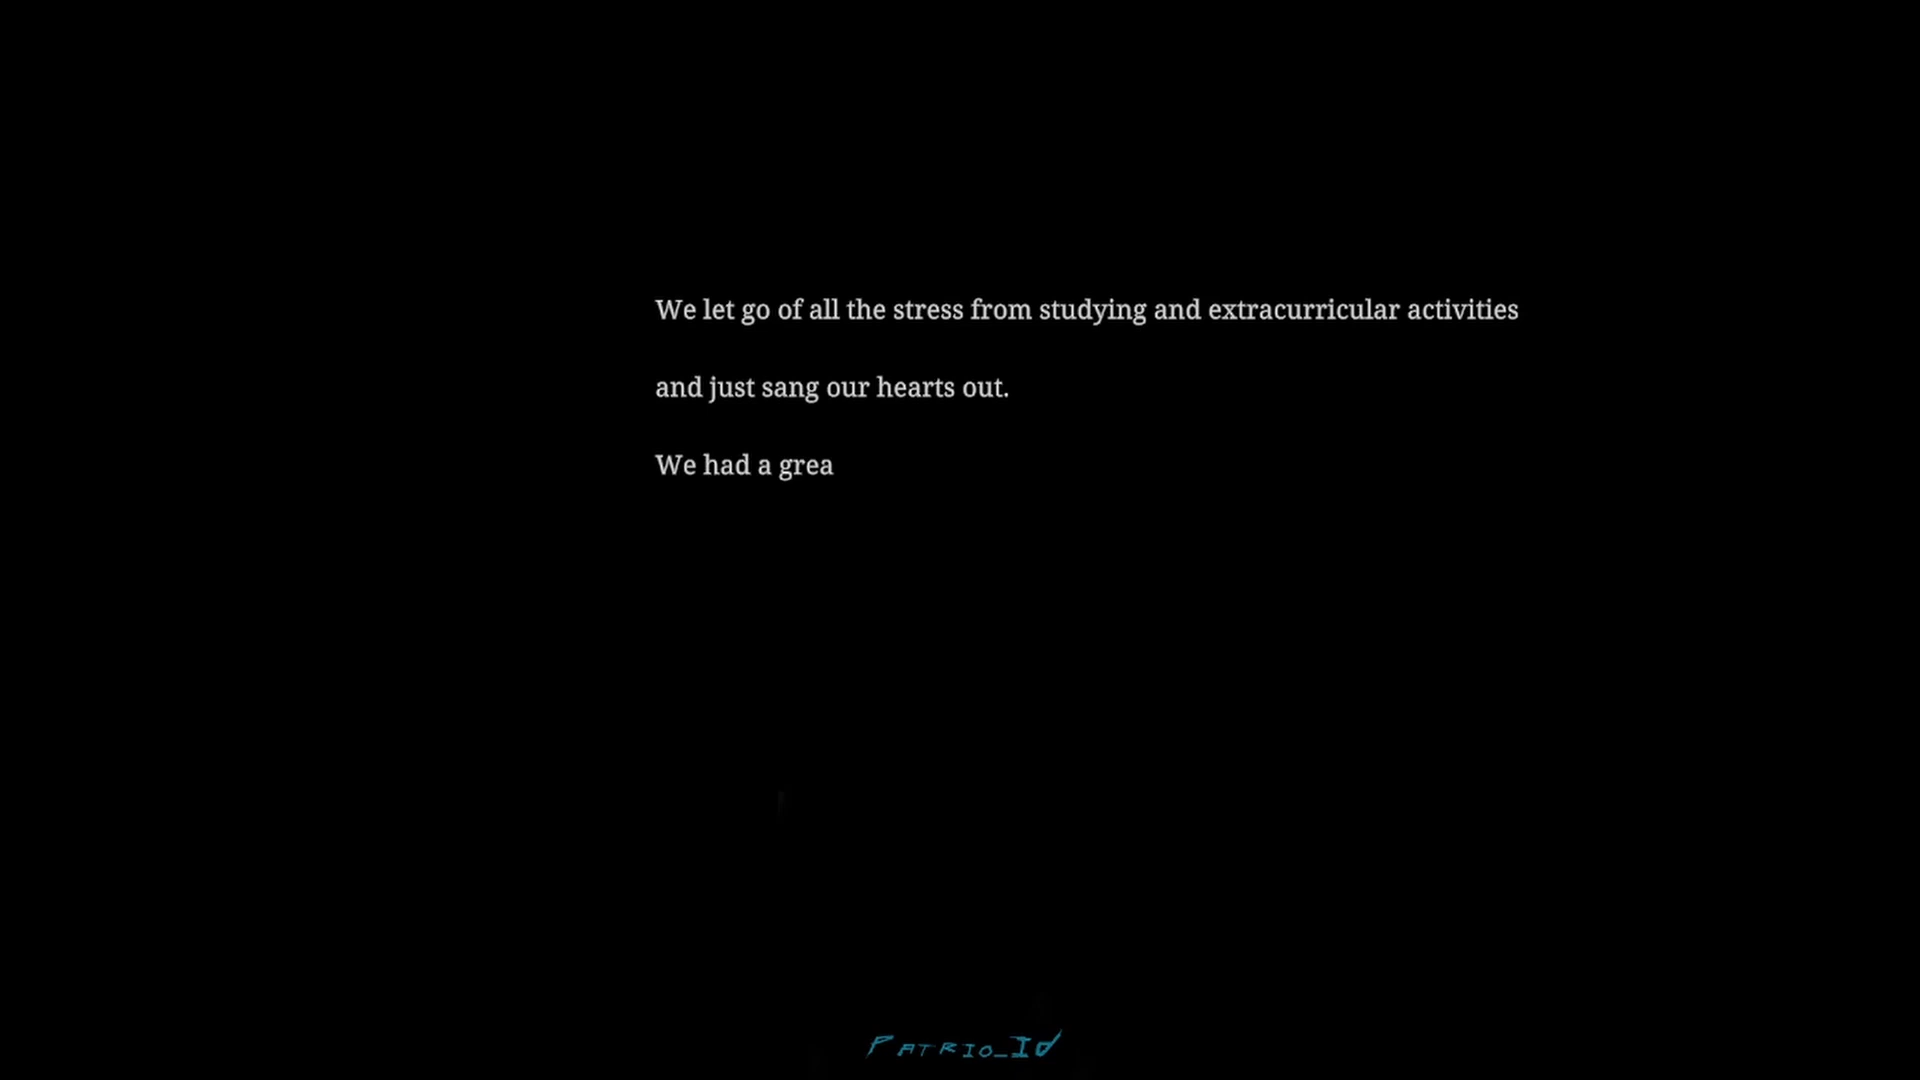 We let go of all the stress from studying and extracurricular activities
and just sang our hearts out.
We had a grea
Patrio_Id